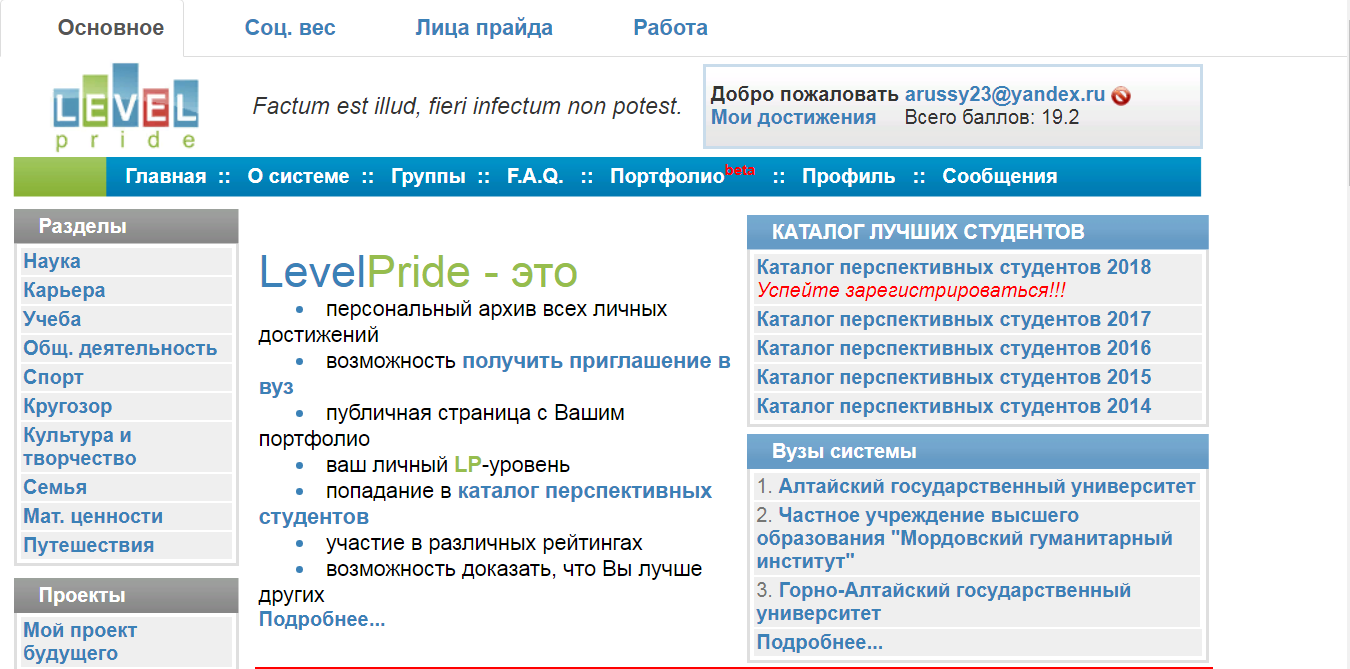 Основное
Соц. вес
Лица прайда
Работа
LEVEL
pride
Factum est illud, fieri infectum non potest.
Добро пожаловать arussy23@yandex.ru
Мои достижения Всего баллов: 19.2
Главная :: О системе :: Группы :: F.A.Q. :: Портфолио beta :: Профиль :: Сообщения
Разделы
Наука
Карьера
Учеба
Общ. деятельность
Спорт
Кругозор
Культура и
творчество
Семья
Мат. ценности
Путешествия
Проекты
Мой проект
будущего
LevelPride - это
• персональный архив всех личных
достижений
• возможность получить приглашение в
вуз
• публичная страница с Вашим
портфолио
• ваш личный LP-уровень
• попадание в каталог перспективных
студентов
• участие в различных рейтингах
• возможность доказать, что Вы лучше
других
Подробнее...
КАТАЛОГ ЛУЧШИХ СТУДЕНТОВ
Каталог перспективных студентов 2018
Успейте зарегистрироваться!!!
Каталог перспективных студентов 2017
Каталог перспективных студентов 2016
Каталог перспективных студентов 2015
Каталог перспективных студентов 2014
Вузы системы
1. Алтайский государственный университет
2. Частное учреждение высшего
образования "Мордовский гуманитарный
институт"
3. Горно-Алтайский государственный
университет
Подробнее...